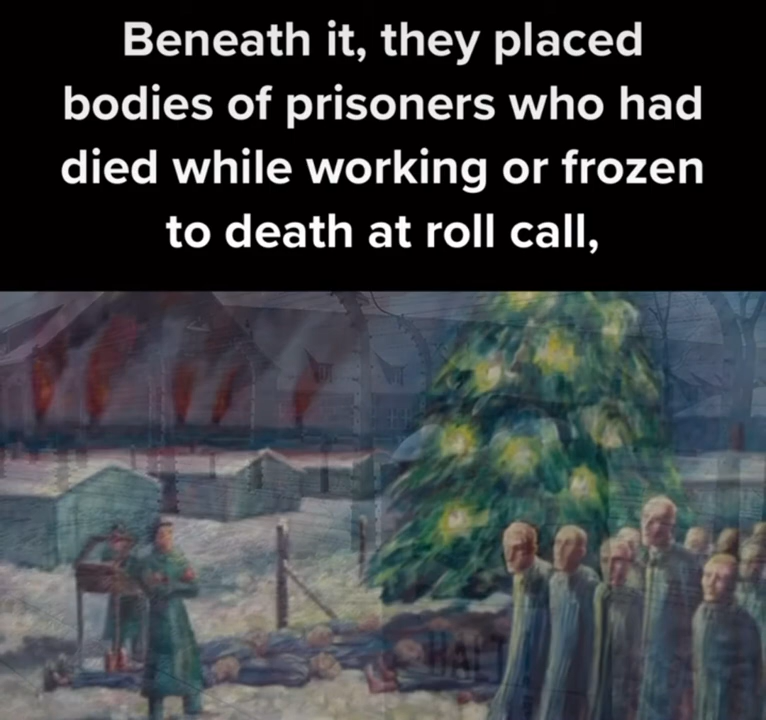 Beneath it, they placed
bodies of prisoners who had
died while working or frozen
to death at roll call,
HALT